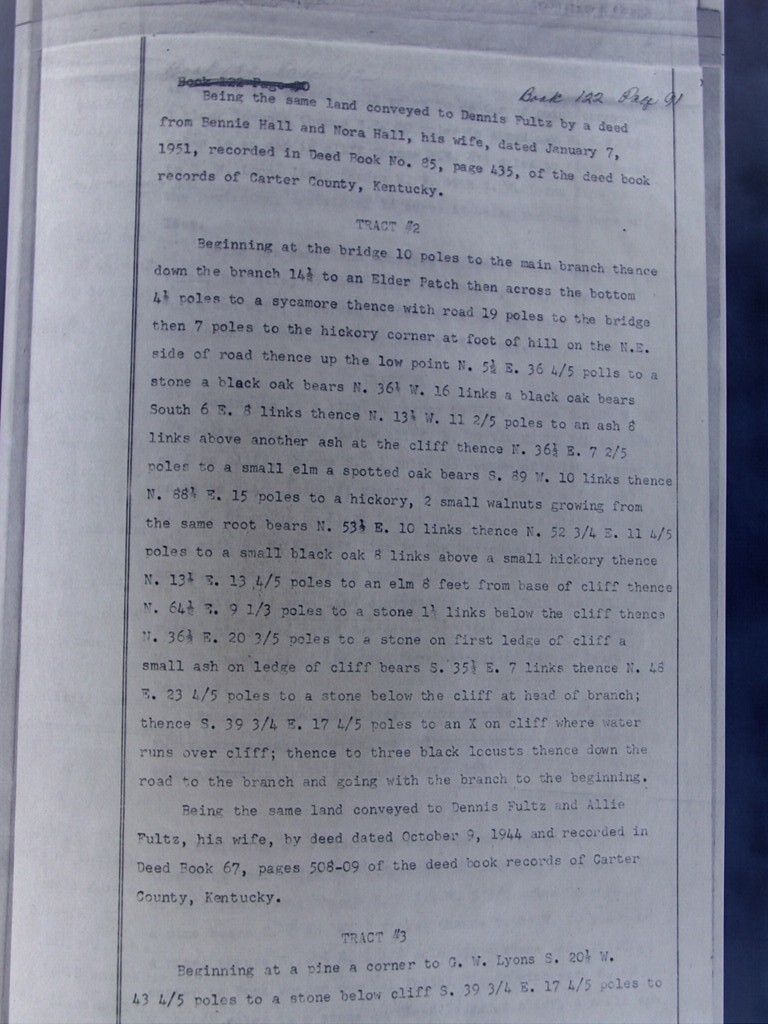 Book 122 Page 91
Book 122 Page 90
Being the same land conveyed to Dennis Fultz by a deed
from Bennie Hall and Nora Hall, his wife, dated January 7,
1951, recorded in Deed Book No. 85, page 435, of the deed book
records of Carter County, Kentucky.
TRACT #2
Beginning at the bridge 10 poles to the main branch thence
down the branch 14½ to an Elder Patch then across the bottom
4½ poles to a sycamore thence with road 19 poles to the bridge
then 7 poles to the hickory corner at foot of hill on the N.E.
side of road thence up the low point N. 5½ E. 36 4/5 polls to a
stone a black oak bears N. 36½ W. 16 links a black oak bears
South 6 E. 8 links thence N. 13½ W. 11 2/5 poles to an ash 8
links above another ash at the cliff thence N. 36½ E. 7 2/5
poles to a small elm a spotted oak bears S. 89 W. 10 links thence
N. 88½ E. 15 poles to a hickory, 2 small walnuts growing from
the same root bears N. 53½ E. 10 links thence N. 52 3/4 E. 11 4/5
poles to a small black oak 8 links above a small hickory thence
N. 13½ E. 13 4/5 poles to an elm 8 feet from base of cliff thence
N. 64½ E. 9 1/3 poles to a stone 1½ links below the cliff thence
N. 36½ E. 20 3/5 poles to a stone on first ledge of cliff a
small ash on ledge of cliff bears S. 35½ E. 7 links thence N. 48
E. 23 4/5 poles to a stone below the cliff at head of branch;
thence S. 39 3/4 E. 17 4/5 poles to an X on cliff where water
runs over cliff; thence to three black locusts thence down the
road to the branch and going with the branch to the beginning.
Being the same land conveyed to Dennis Fultz and Allie
Fultz, his wife, by deed dated October 9, 1944 and recorded in
Deed Book 67, pages 508-09 of the deed book records of Carter
County, Kentucky.
TRACT #3
Beginning at a pine a corner to G. W. Lyons S. 20½ W.
43 4/5 poles to a stone below cliff S. 39 3/4 E. 17 4/5 poles to